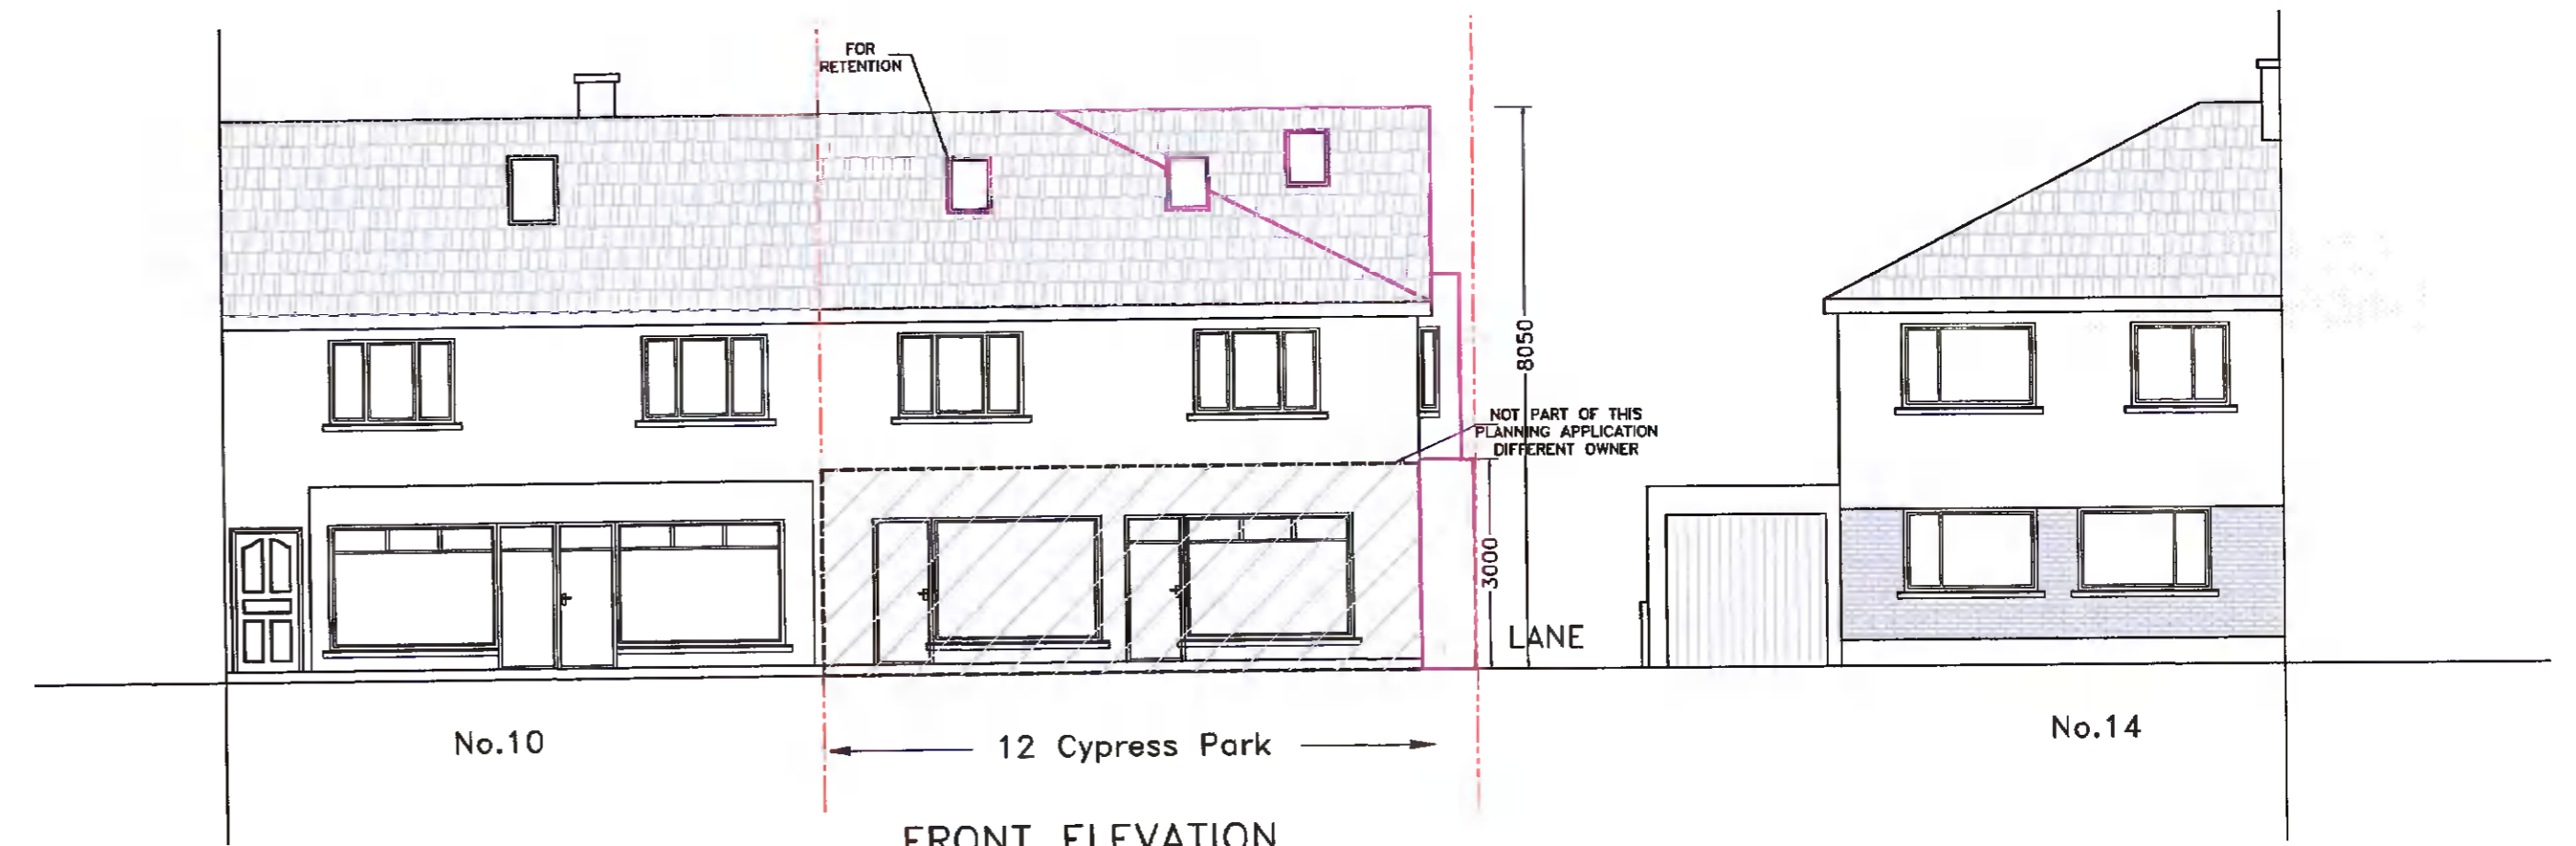 FOR
RETENTION
8050
NOT PART OF THIS
PLANNING APPLICATION
DIFFERENT OWNER
3000
LANE
No.10
12 Cypress Park
No.14
FRONT ELEVATION